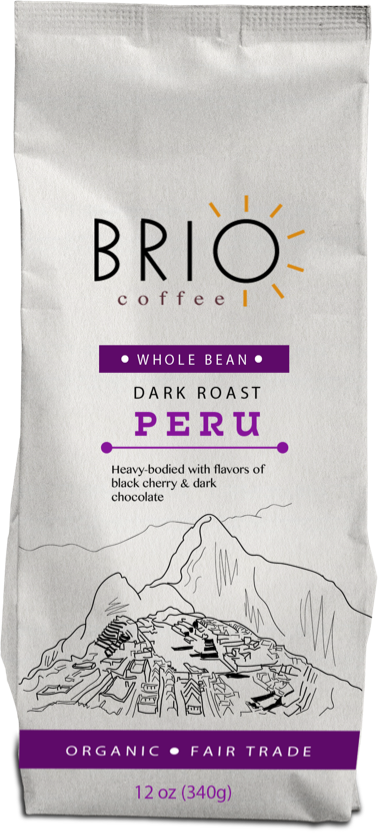 BRIO
coffee
• WHOLE BEAN •
DARK ROAST
PERU
Heavy-bodied with flavors of
black cherry & dark
chocolate
ORGANIC • FAIR TRADE
12 oz (340g)